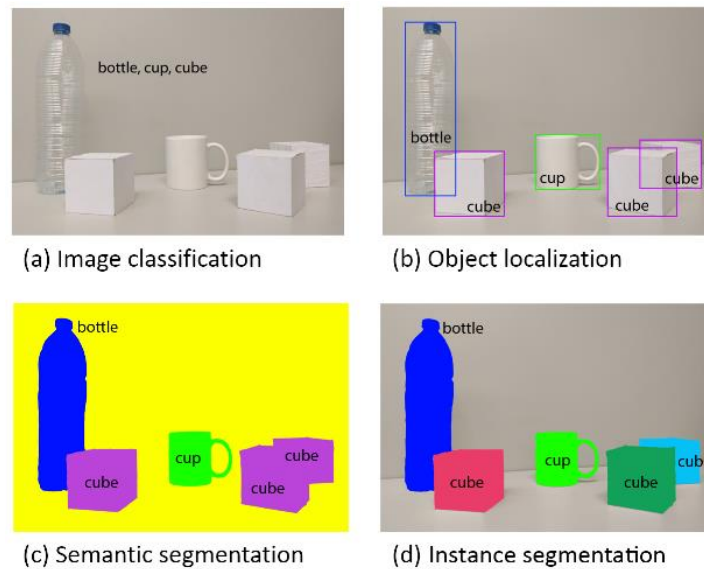 bottle, cup, cube
(a) Image classification
bottle
cup
cube
cube
cube
(b) Object localization
bottle
cube
cup
cube
cube
(c) Semantic segmentation
bottle
cube
cup
cube
cub
(d) Instance segmentation